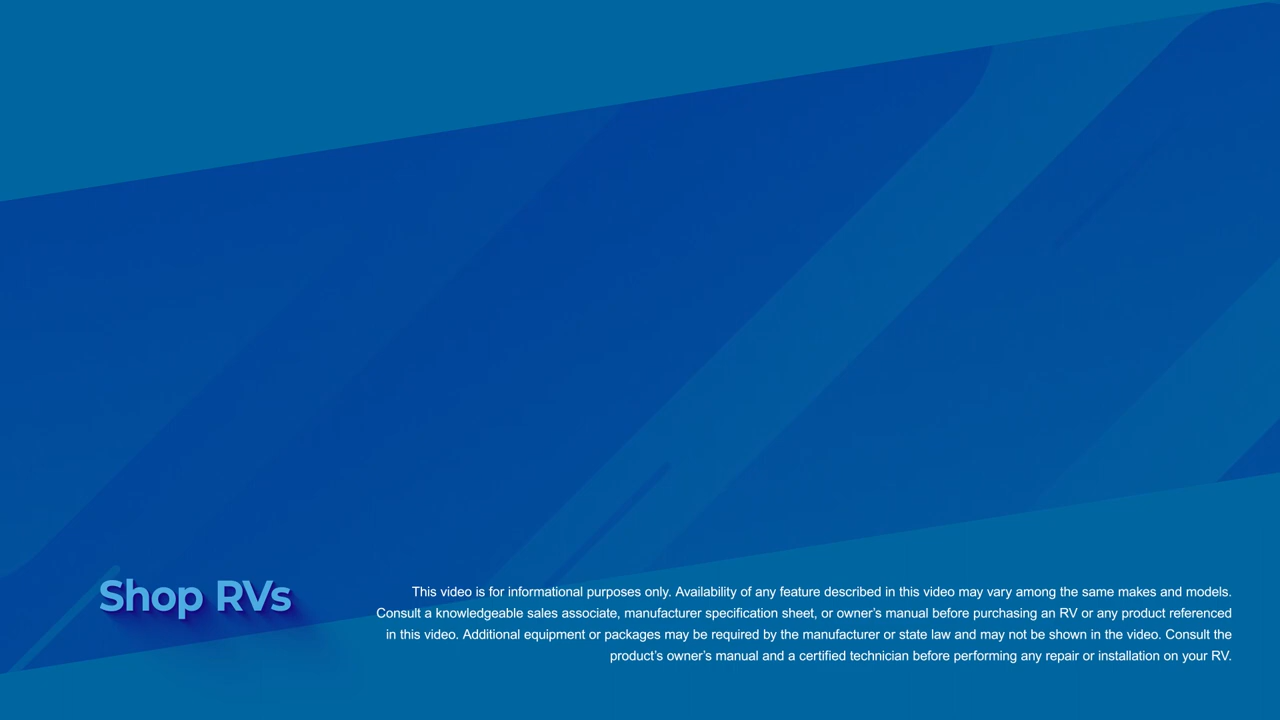 Shop RVs
This video is for informational purposes only. Availability of any feature described in this video may vary among the same makes and models.
Consult a knowledgeable sales associate, manufacturer specification sheet, or owner’s manual before purchasing an RV or any product referenced
in this video. Additional equipment or packages may be required by the manufacturer or state law and may not be shown in the video. Consult the
product’s owner’s manual and a certified technician before performing any repair or installation on your RV.